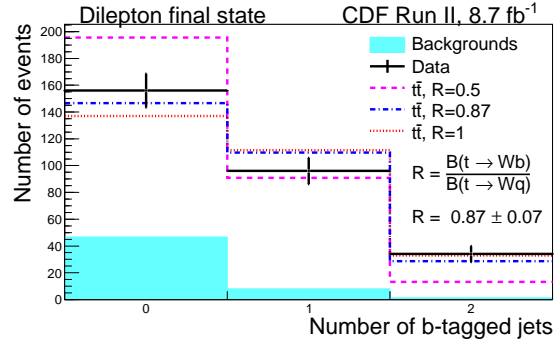 Dilepton final state
CDF Run II, 8.7 fb⁻¹
Number of events
200
180
160
140
120
100
80
60
40
20
0
Backgrounds
Data
tt̄, R=0.5
tt̄, R=0.87
tt̄, R=1
R = B(t → Wb) / B(t → Wq)
R = 0.87 ± 0.07
0
1
2
Number of b-tagged jets